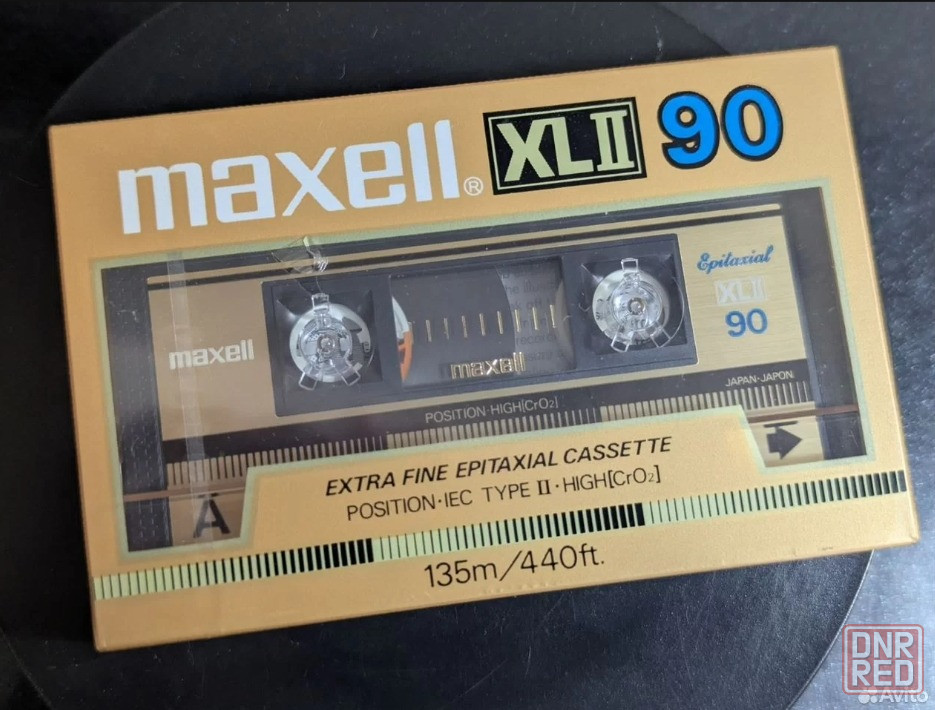 maxell® XLII 90
Epitaxial
XLII
90
maxell
maxell
POSITION·HIGH[CrO₂]
JAPAN·JAPON
EXTRA FINE EPITAXIAL CASSETTE
POSITION·IEC TYPE II·HIGH[CrO₂]
A
135m/440ft.
DNR
RED
Avito